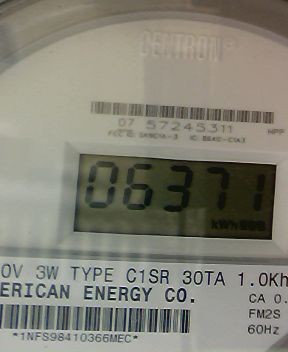 CENTRON®
07 57245311
HPP
06371
kWh
0V 3W TYPE C1SR 30TA 1.0Kh
ERICAN ENERGY CO.
CA 0.
FM2S
60Hz
*1NFS98410366MEC*